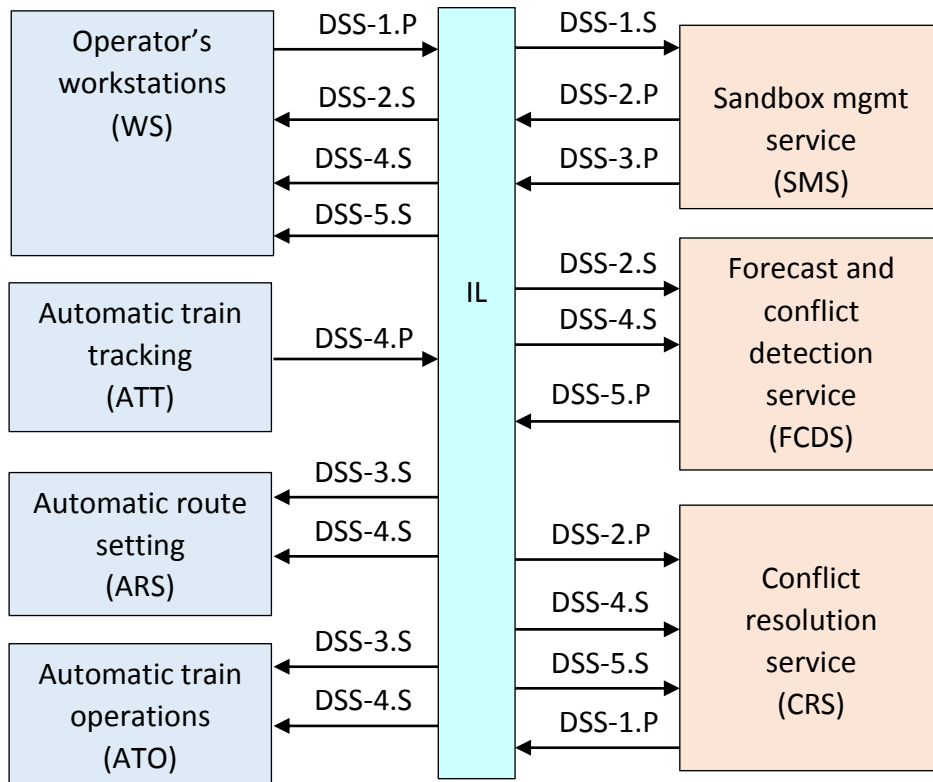 Operator’s
workstations
(WS)
DSS-1.P
DSS-2.S
DSS-4.S
DSS-5.S
Automatic train
tracking
(ATT)
DSS-4.P
Automatic route
setting
(ARS)
DSS-3.S
DSS-4.S
Automatic train
operations
(ATO)
DSS-3.S
DSS-4.S
IL
DSS-1.S
DSS-2.P
DSS-3.P
Sandbox mgmt
service
(SMS)
DSS-2.S
DSS-4.S
DSS-5.P
Forecast and
conflict
detection
service
(FCDS)
DSS-2.P
DSS-4.S
DSS-5.S
DSS-1.P
Conflict
resolution
service
(CRS)